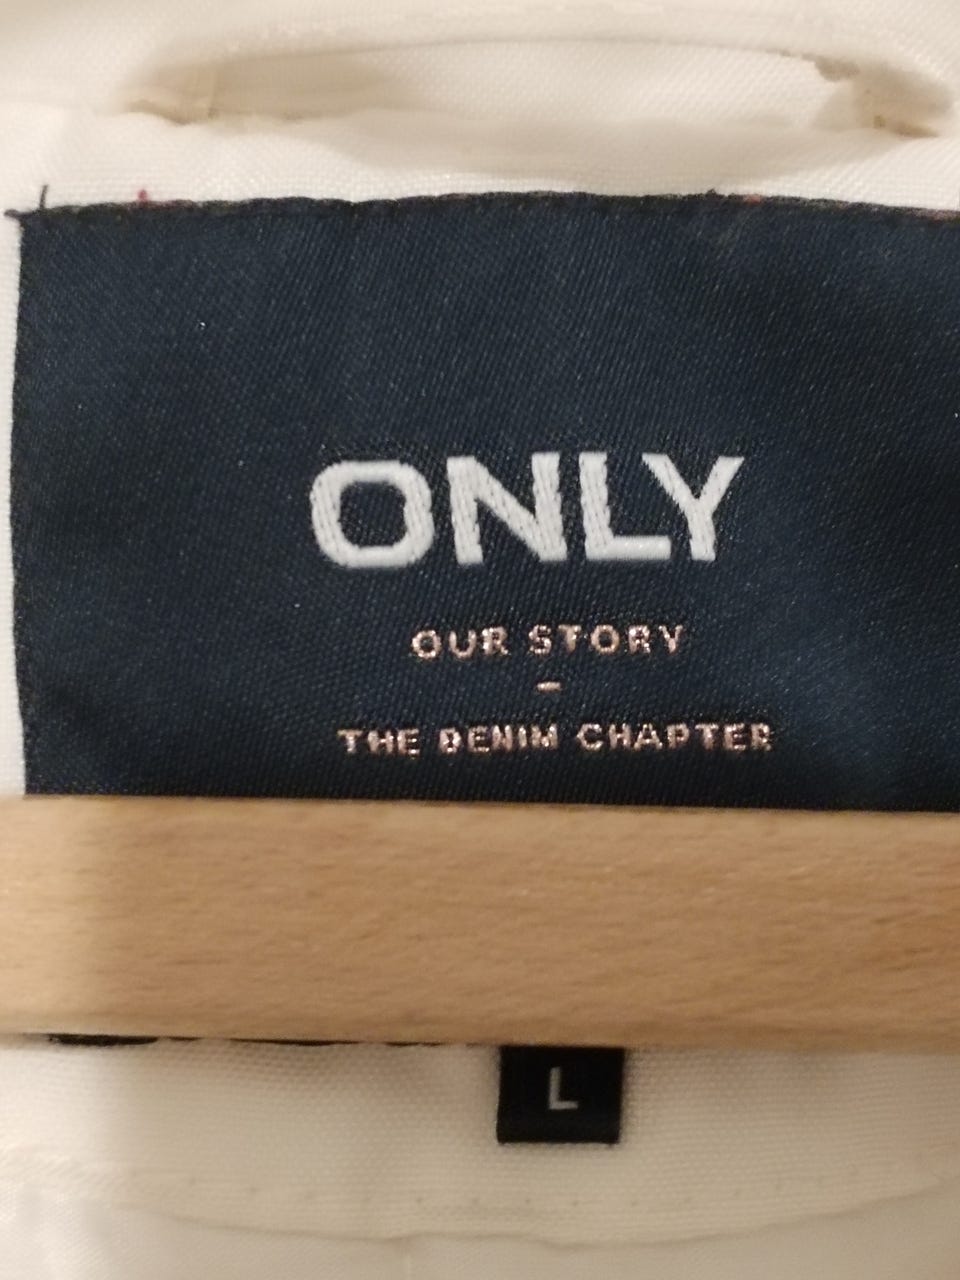 ONLY
OUR STORY
-
THE DENIM CHAPTER
L